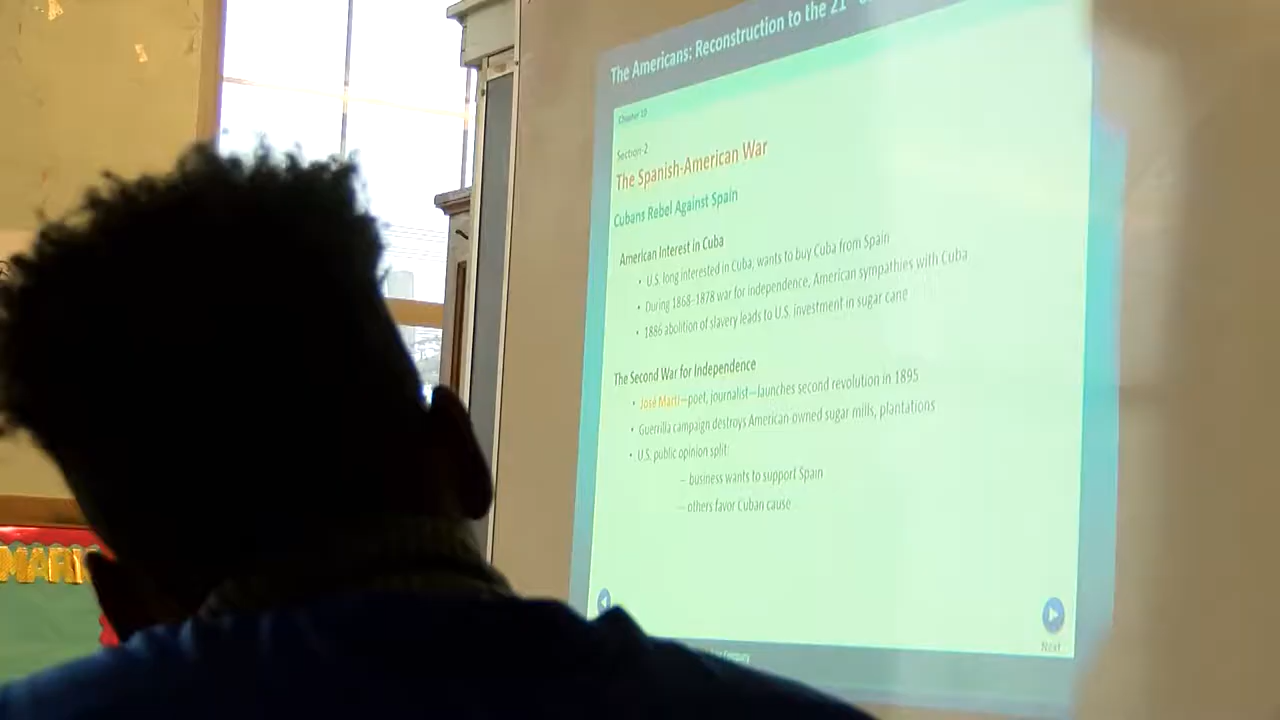 The Americans: Reconstruction to the 21
Chapter 10
Section-2
The Spanish-American War
Cubans Rebel Against Spain
American Interest in Cuba
• U.S. long interested in Cuba, wants to buy Cuba from Spain
• During 1868–1878 war for independence, American sympathies with Cuba
• 1886 abolition of slavery leads to U.S. investment in sugar cane
The Second War for Independence
• José Martí—poet, journalist—launches second revolution in 1895
• Guerrilla campaign destroys American-owned sugar mills, plantations
• U.S. public opinion split:
– business wants to support Spain
– others favor Cuban cause
Next
Company